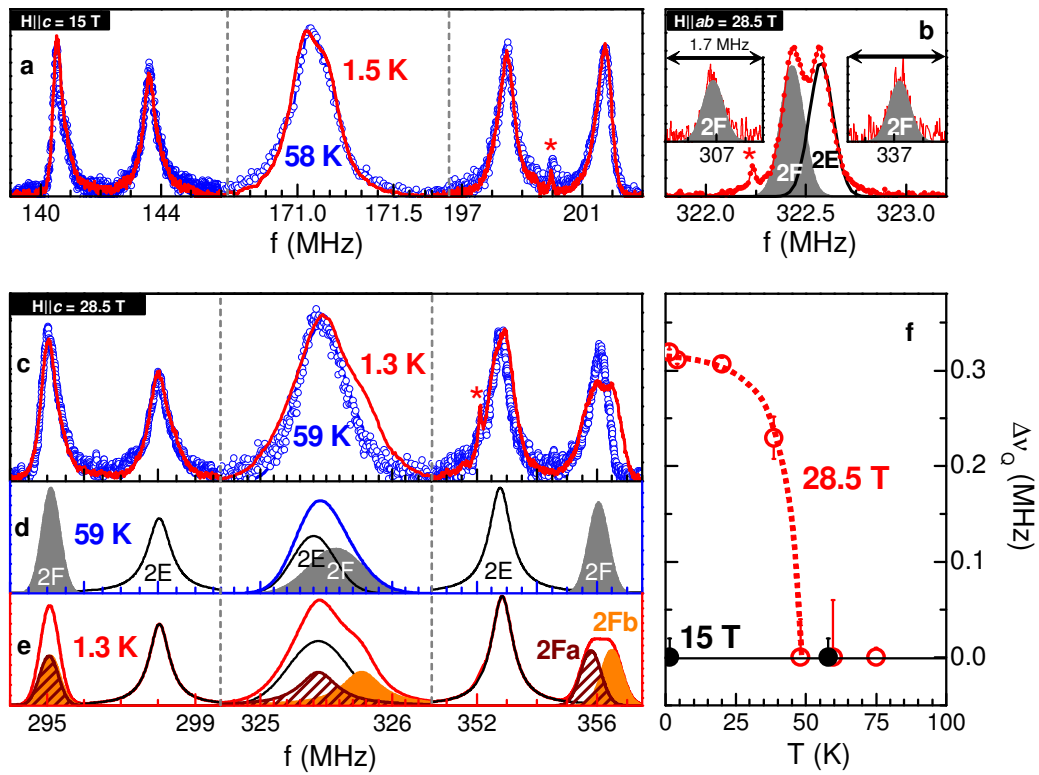 H||c = 15 T
a
1.5 K
58 K
*
140 144 171.0 171.5 197 201
f (MHz)
H||ab = 28.5 T
b
1.7 MHz
2F
307
2F
337
*
2F
2E
322.0 322.5 323.0
f (MHz)
H||c = 28.5 T
c
1.3 K
59 K
*
d
59 K
2F
2E
2E
2F
2E
2F
e
1.3 K
2Fa
2Fb
295 299 325 326 352 356
f (MHz)
f
28.5 T
15 T
0.3
0.2
0.1
0.0
ΔνQ (MHz)
0 25 50 75 100
T (K)